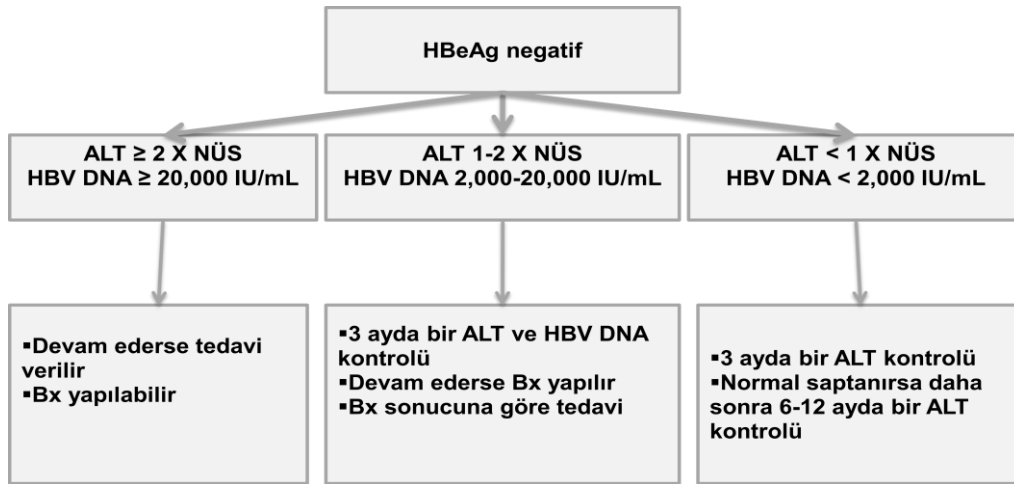 HBeAg negatif
ALT ≥ 2 X NÜS
HBV DNA ≥ 20,000 IU/mL
ALT 1-2 X NÜS
HBV DNA 2,000-20,000 IU/mL
ALT < 1 X NÜS
HBV DNA < 2,000 IU/mL
▪Devam ederse tedavi
verilir
▪Bx yapılabilir
▪3 ayda bir ALT ve HBV DNA
kontrolü
▪Devam ederse Bx yapılır
▪Bx sonucuna göre tedavi
▪3 ayda bir ALT kontrolü
▪Normal saptanırsa daha
sonra 6-12 ayda bir ALT
kontrolü